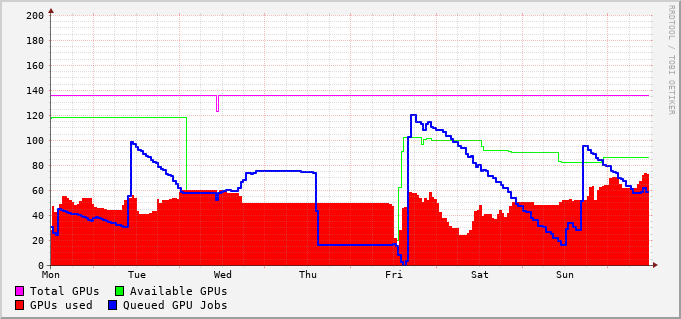 200
180
160
140
120
100
80
60
40
20
0
Mon Tue Wed Thu Fri Sat Sun
Total GPUs Available GPUs
GPUs used Queued GPU Jobs
RRDTOOL / TOBI OETIKER